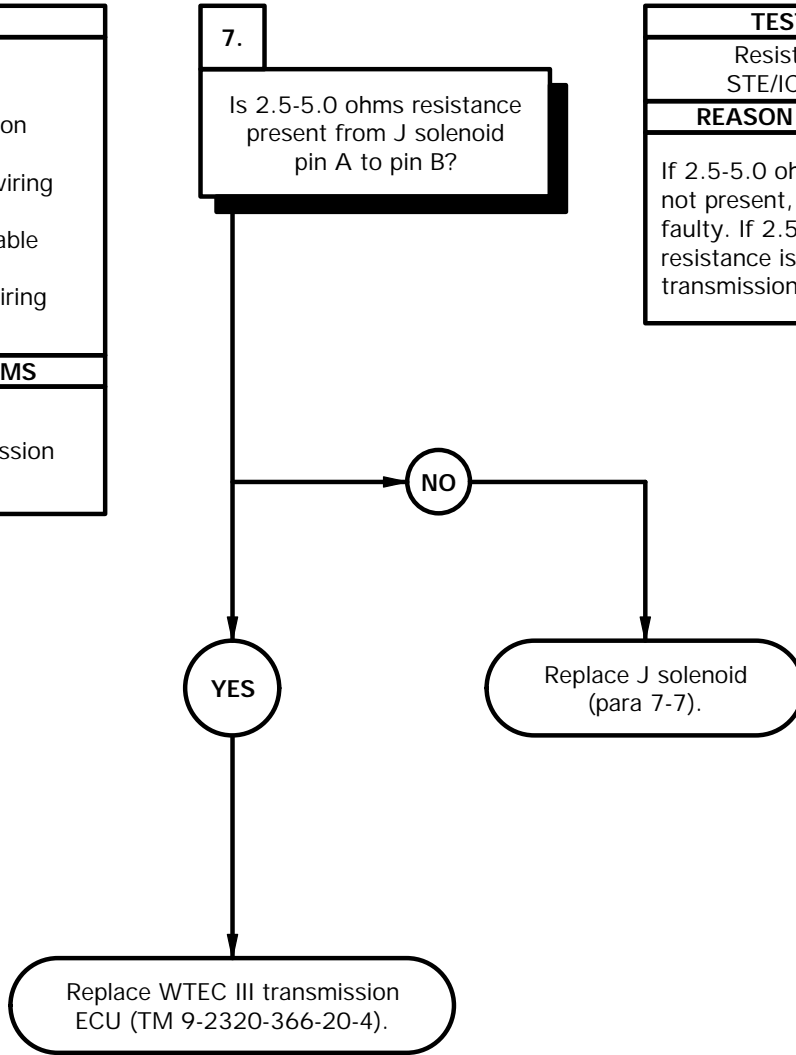 on
wiring
able
iring
MS
ssion
7.
Is 2.5-5.0 ohms resistance
present from J solenoid
pin A to pin B?
TEST
Resist
STE/IC
REASON
If 2.5-5.0 oh
not present,
faulty. If 2.5
resistance is
transmission
NO
YES
Replace J solenoid
(para 7-7).
Replace WTEC III transmission
ECU (TM 9-2320-366-20-4).